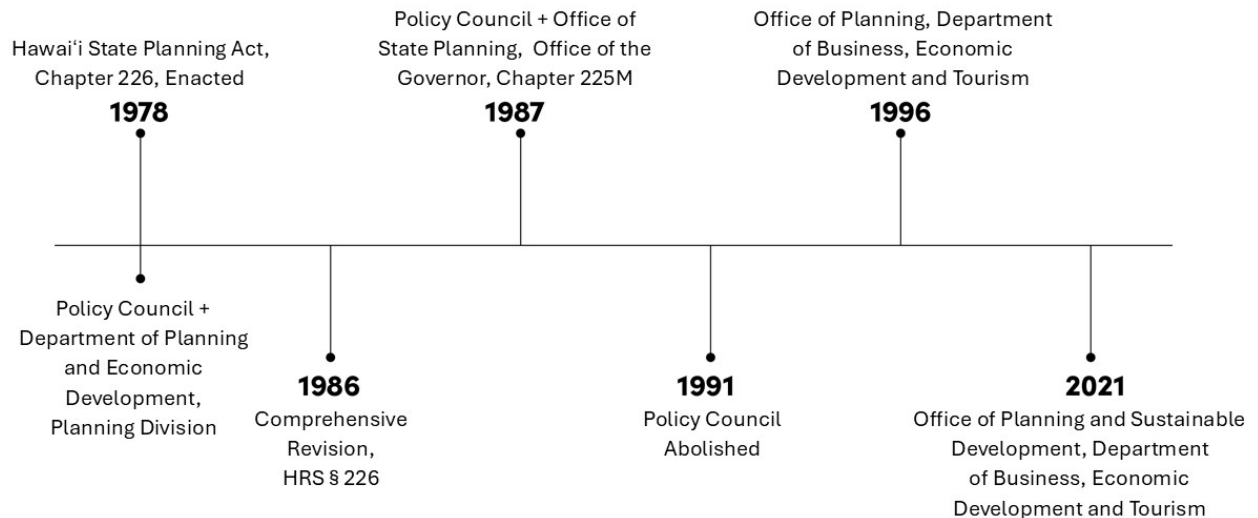 Hawaiʻi State Planning Act,
Chapter 226, Enacted
1978
Policy Council +
Department of Planning
and Economic
Development,
Planning Division
1986
Comprehensive
Revision,
HRS § 226
Policy Council + Office of
State Planning, Office of the
Governor, Chapter 225M
1987
1991
Policy Council
Abolished
Office of Planning, Department
of Business, Economic
Development and Tourism
1996
2021
Office of Planning and Sustainable
Development, Department
of Business, Economic
Development and Tourism